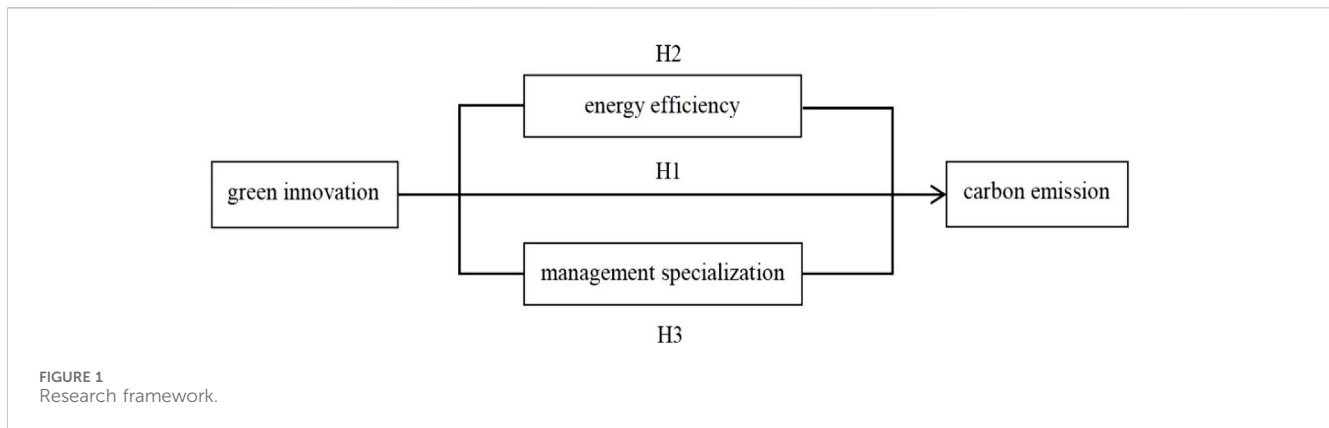 H2
energy efficiency
H1
green innovation
carbon emission
management specialization
H3
FIGURE 1
Research framework.